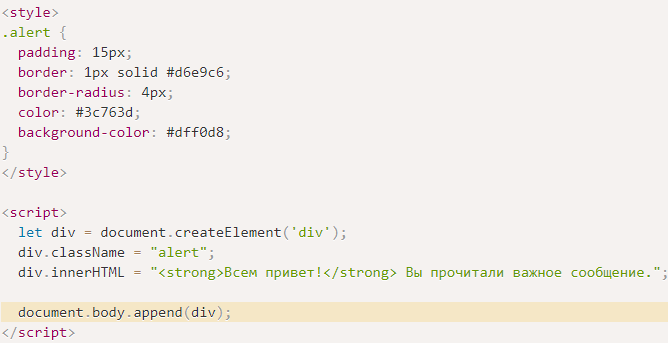 <style>
.alert {
  padding: 15px;
  border: 1px solid #d6e9c6;
  border-radius: 4px;
  color: #3c763d;
  background-color: #dff0d8;
}
</style>

<script>
  let div = document.createElement('div');
  div.className = "alert";
  div.innerHTML = "<strong>Всем привет!</strong> Вы прочитали важное сообщение.";

  document.body.append(div);
</script>